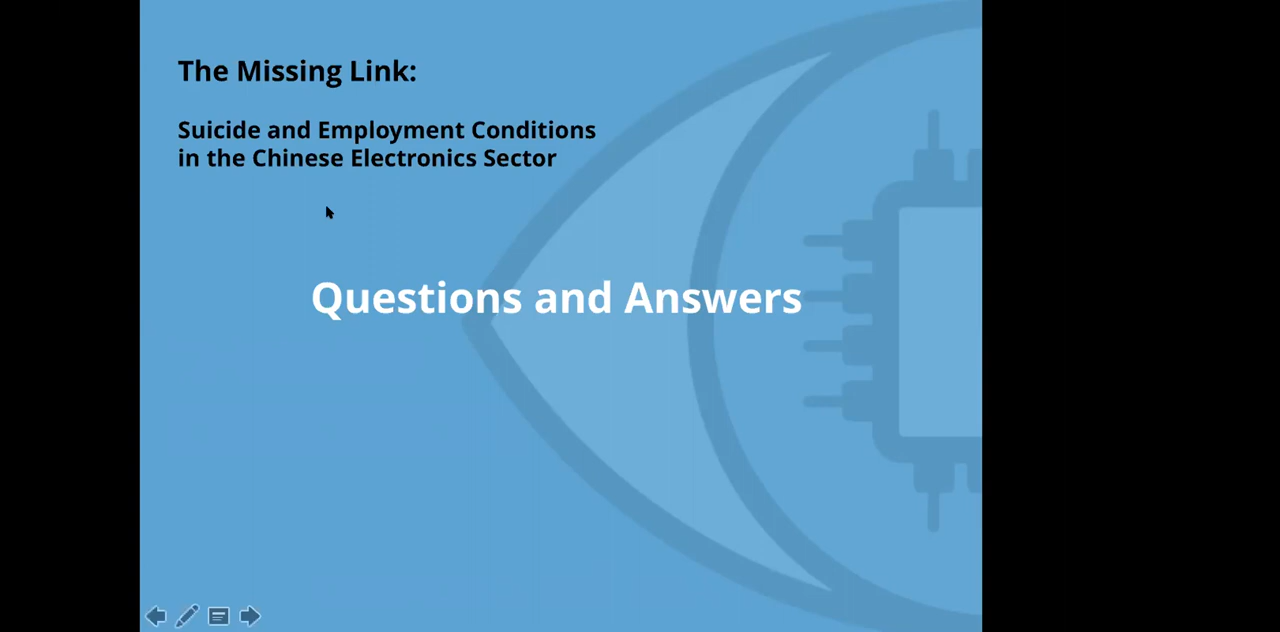 The Missing Link:
Suicide and Employment Conditions
in the Chinese Electronics Sector
Questions and Answers